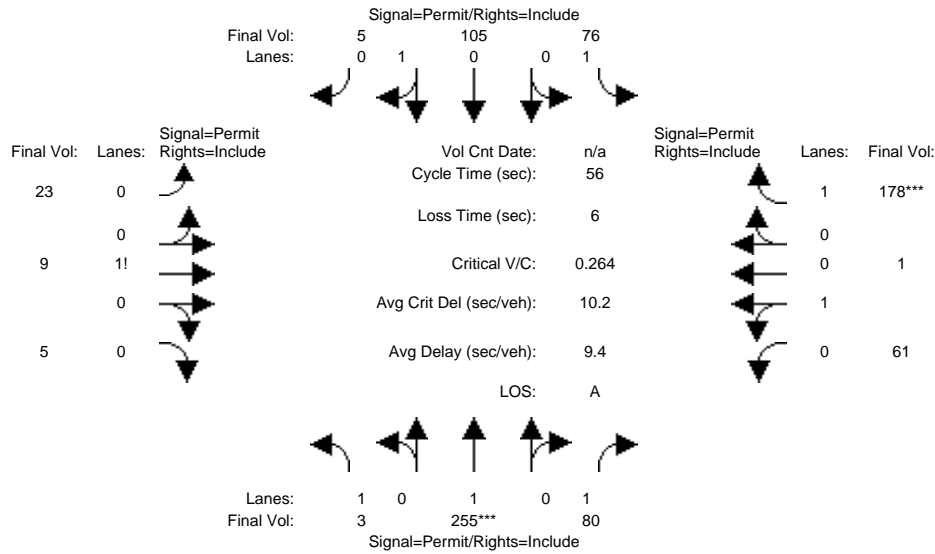 Signal=Permit/Rights=Include
Final Vol: 5 105 76
Lanes: 0 1 0 0 1
Signal=Permit
Final Vol: Lanes: Rights=Include
Vol Cnt Date: n/a
Signal=Permit
Rights=Include Lanes: Final Vol:
Cycle Time (sec): 56
23 0
1 178***
Loss Time (sec): 6
0
0
9 1!
Critical V/C: 0.264
0 1
0
Avg Crit Del (sec/veh): 10.2
1
5 0
Avg Delay (sec/veh): 9.4
0 61
LOS: A
Lanes: 1 0 1 0 1
Final Vol: 3 255*** 80
Signal=Permit/Rights=Include